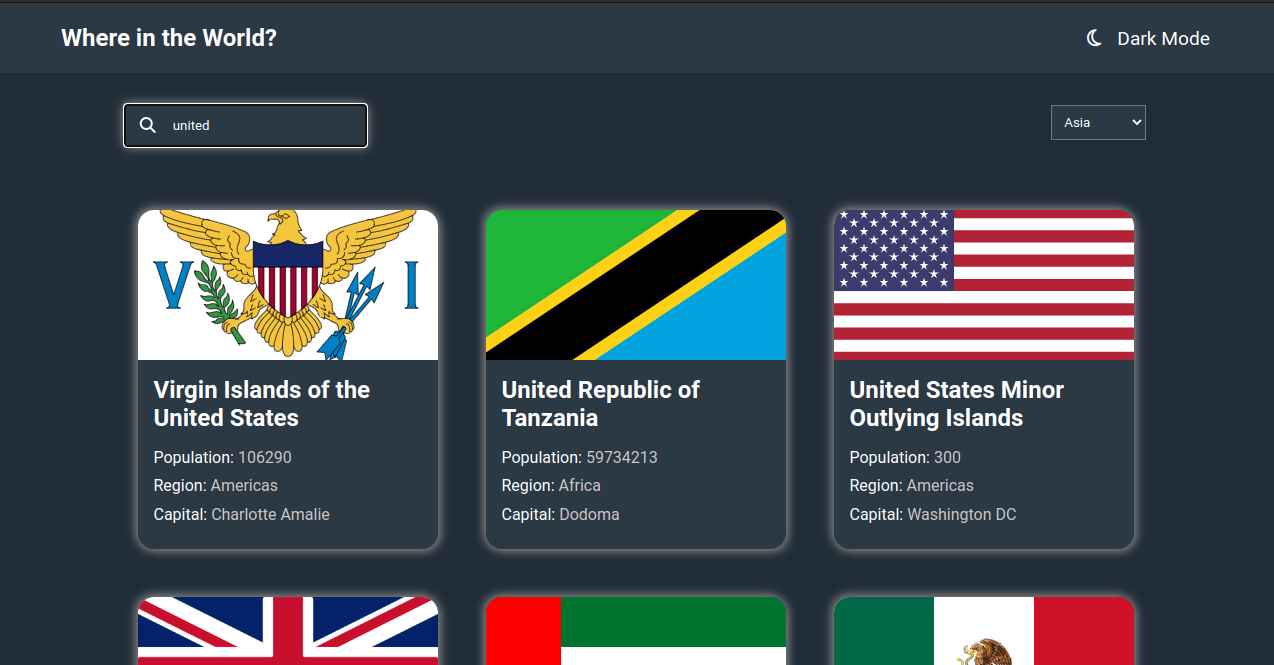 Where in the World?
Dark Mode
united
Asia
V I
Virgin Islands of the
United States
Population: 106290
Region: Americas
Capital: Charlotte Amalie
United Republic of
Tanzania
Population: 59734213
Region: Africa
Capital: Dodoma
United States Minor
Outlying Islands
Population: 300
Region: Americas
Capital: Washington DC